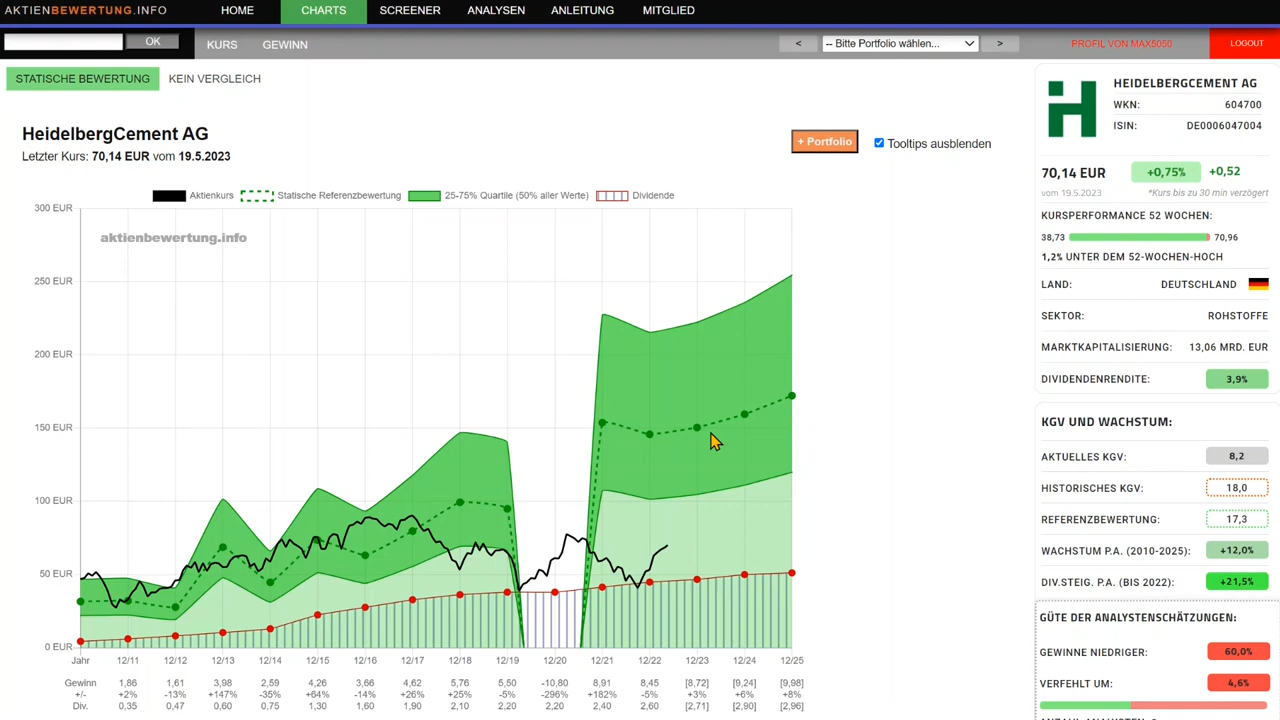 AKTIENBEWERTUNG.INFO
HOME
CHARTS
SCREENER
ANALYSEN
ANLEITUNG
MITGLIED
OK
KURS
GEWINN
<
-- Bitte Portfolio wählen...
>
PROFIL VON MAX5050
LOGOUT
STATISCHE BEWERTUNG
KEIN VERGLEICH
HeidelbergCement AG
Letzter Kurs: 70,14 EUR vom 19.5.2023
+ Portfolio
Tooltips ausblenden
Aktienkurs
Statische Referenzbewertung
25-75% Quartile (50% aller Werte)
Dividende
aktienbewertung.info
300 EUR
250 EUR
200 EUR
150 EUR
100 EUR
50 EUR
0 EUR
Jahr 12/11 12/12 12/13 12/14 12/15 12/16 12/17 12/18 12/19 12/20 12/21 12/22 12/23 12/24 12/25
Gewinn 1,86 1,61 3,98 2,59 4,26 3,66 4,62 5,76 5,50 -10,80 8,91 8,45 [8,72] [9,24] [9,98]
+/- +2% -13% +147% -35% +64% -14% +26% +25% -5% -296% +182% -5% +3% +6% +8%
Div. 0,35 0,47 0,60 0,75 1,30 1,60 1,90 2,10 2,20 2,20 2,40 2,60 [2,71] [2,90] [2,96]
HEIDELBERGCEMENT AG
WKN: 604700
ISIN: DE0006047004
70,14 EUR +0,75% +0,52
vom 19.5.2023 *Kurs bis zu 30 min verzögert
KURSPERFORMANCE 52 WOCHEN:
38,73 70,96
1,2% UNTER DEM 52-WOCHEN-HOCH
LAND: DEUTSCHLAND
SEKTOR: ROHSTOFFE
MARKTKAPITALISIERUNG: 13,06 MRD. EUR
DIVIDENDENRENDITE: 3,9%
KGV UND WACHSTUM:
AKTUELLES KGV: 8,2
HISTORISCHES KGV: 18,0
REFERENZBEWERTUNG: 17,3
WACHSTUM P.A. (2010-2025): +12,0%
DIV.STEIG. P.A. (BIS 2022): +21,5%
GÜTE DER ANALYSTENSCHÄTZUNGEN:
GEWINNE NIEDRIGER: 60,0%
VERFEHLT UM: 4,6%